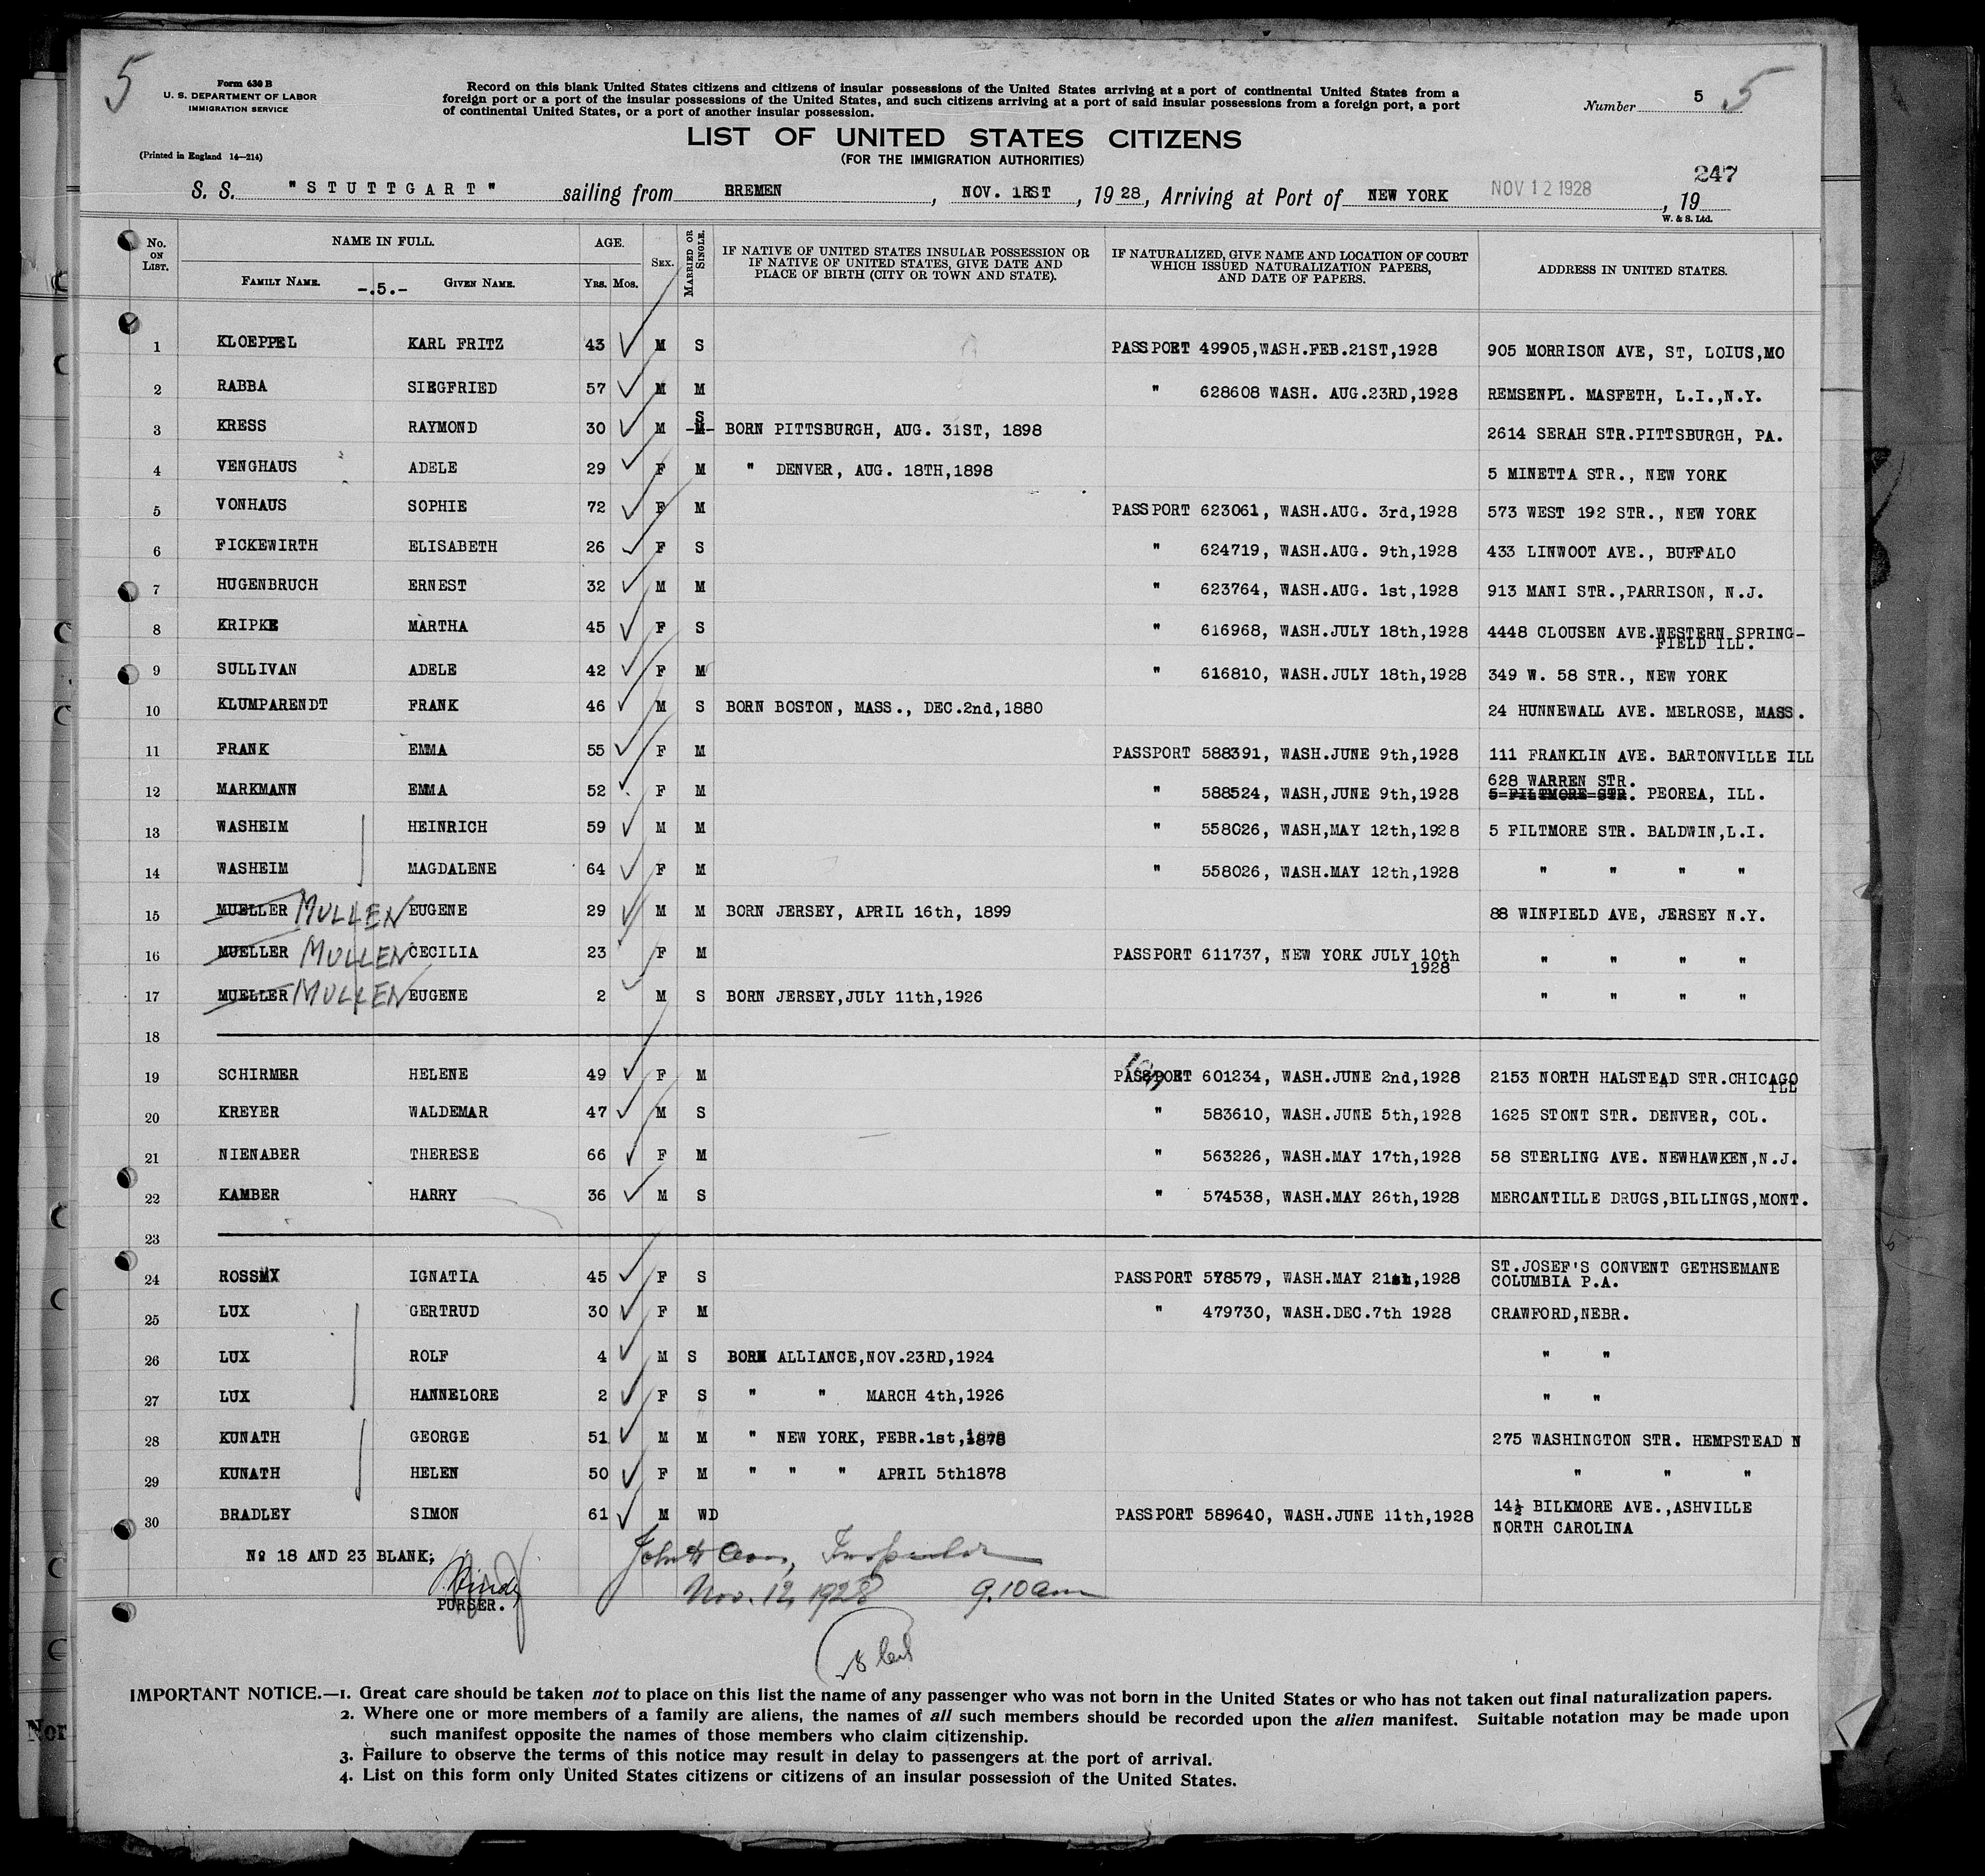 5
Form 630 B
U. S. DEPARTMENT OF LABOR
IMMIGRATION SERVICE
(Printed in England 14—214)
Record on this blank United States citizens and citizens of insular possessions of the United States arriving at a port of continental United States from a
foreign port or a port of the insular possessions of the United States, and such citizens arriving at a port of said insular possessions from a foreign port, a port
of continental United States, or a port of another insular possession.
Number 5 5
LIST OF UNITED STATES CITIZENS
(FOR THE IMMIGRATION AUTHORITIES)
247
S. S. "STUTTGART" sailing from BREMEN, NOV. 1RST, 1928, Arriving at Port of NEW YORK NOV 12 1928, 19
W. & S. Ltd.
No. ON LIST. NAME IN FULL. AGE. SEX. MARRIED OR SINGLE. IF NATIVE OF UNITED STATES INSULAR POSSESSION OR IF NATIVE OF UNITED STATES, GIVE DATE AND PLACE OF BIRTH (CITY OR TOWN AND STATE). IF NATURALIZED, GIVE NAME AND LOCATION OF COURT WHICH ISSUED NATURALIZATION PAPERS, AND DATE OF PAPERS. ADDRESS IN UNITED STATES.
FAMILY NAME. -.5.- GIVEN NAME. YRS. MOS.
1 KLOEPPEL KARL FRITZ 43 M S PASSPORT 49905,WASH.FEB.21ST,1928 905 MORRISON AVE, ST, LOIUS,MO
2 RABBA SIEGFRIED 57 M M " 628608 WASH. AUG.23RD,1928 REMSENPL. MASFETH, L.I.,N.Y.
3 KRESS RAYMOND 30 M S -M- BORN PITTSBURGH, AUG. 31ST, 1898 2614 SERAH STR.PITTSBURGH, PA.
4 VENGHAUS ADELE 29 F M " DENVER, AUG. 18TH,1898 5 MINETTA STR., NEW YORK
5 VONHAUS SOPHIE 72 F M PASSPORT 623061, WASH.AUG. 3rd,1928 573 WEST 192 STR., NEW YORK
6 FICKEWIRTH ELISABETH 26 F S " 624719, WASH.AUG. 9th,1928 433 LINWOOT AVE., BUFFALO
7 HUGENBRUCH ERNEST 32 M M " 623764, WASH.AUG. 1st,1928 913 MANI STR.,PARRISON, N.J.
8 KRIPKE MARTHA 45 F S " 616968, WASH.JULY 18th,1928 4448 CLOUSEN AVE.WESTERN SPRING-
FIELD ILL.
9 SULLIVAN ADELE 42 F M " 616810, WASH.JULY 18th,1928 349 W. 58 STR., NEW YORK
10 KLUMPARENDT FRANK 46 M S BORN BOSTON, MASS., DEC.2nd,1880 24 HUNNEWALL AVE. MELROSE, MASS.
11 FRANK EMMA 55 F M PASSPORT 588391, WASH.JUNE 9th,1928 111 FRANKLIN AVE. BARTONVILLE ILL
628 WARREN STR.
12 MARKMANN EMMA 52 F M " 588524, WASH,JUNE 9th,1928 5=FILTMORE=STR. PEOREA, ILL.
13 WASHEIM HEINRICH 59 M M " 558026, WASH,MAY 12th,1928 5 FILTMORE STR. BALDWIN,L.I.
14 WASHEIM MAGDALENE 64 F M " 558026, WASH.MAY 12th,1928 " " " "
15 MUELLER MULLEN EUGENE 29 M M BORN JERSEY, APRIL 16th, 1899 88 WINFIELD AVE, JERSEY N.Y.
16 MUELLER MULLEN CECILIA 23 F M PASSPORT 611737, NEW YORK JULY 10th " " " "
1928
17 MUELLER MULLEN EUGENE 2 M S BORN JERSEY,JULY 11th,1926 " " " "
18
19 SCHIRMER HELENE 49 F M PASSPORT 601234, WASH.JUNE 2nd,1928 2153 NORTH HALSTEAD STR.CHICAGO
ILL
20 KREYER WALDEMAR 47 M S " 583610, WASH.JUNE 5th,1928 1625 STONT STR. DENVER, COL.
21 NIENABER THERESE 66 F M " 563226, WASH.MAY 17th,1928 58 STERLING AVE. NEWHAWKEN,N.J.
22 KAMBER HARRY 36 M S " 574538, WASH.MAY 26th,1928 MERCANTILLE DRUGS,BILLINGS,MONT.
23
ST.JOSEF'S CONVENT GETHSEMANE
24 ROSSMY IGNATIA 45 F S PASSPORT 578579, WASH.MAY 21st,1928 COLUMBIA P.A.
25 LUX GERTRUD 30 F M " 479730, WASH.DEC.7th 1928 CRAWFORD,NEBR.
26 LUX ROLF 4 M S BORN ALLIANCE,NOV.23RD,1924 " "
27 LUX HANNELORE 2 F S " " MARCH 4th,1926 " "
28 KUNATH GEORGE 51 M M " NEW YORK, FEBR.1st,1878 275 WASHINGTON STR. HEMPSTEAD N
29 KUNATH HELEN 50 F M " " " APRIL 5th1878 " " "
30 BRADLEY SIMON 61 M WD PASSPORT 589640, WASH.JUNE 11th,1928 14½ BILKMORE AVE.,ASHVILLE
NORTH CAROLINA
No 18 AND 23 BLANK;
John Inspector
PURSER.
Nov. 12, 1928 9.10 am
IMPORTANT NOTICE.—1. Great care should be taken not to place on this list the name of any passenger who was not born in the United States or who has not taken out final naturalization papers.
2. Where one or more members of a family are aliens, the names of all such members should be recorded upon the alien manifest. Suitable notation may be made upon
such manifest opposite the names of those members who claim citizenship.
3. Failure to observe the terms of this notice may result in delay to passengers at the port of arrival.
4. List on this form only United States citizens or citizens of an insular possession of the United States.
Nor